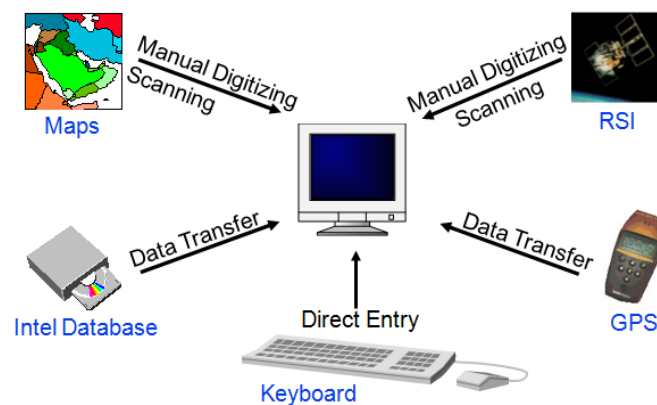 Manual Digitizing
Scanning
Maps
Manual Digitizing
Scanning
RSI
Data Transfer
Intel Database
Data Transfer
GPS
Direct Entry
Keyboard